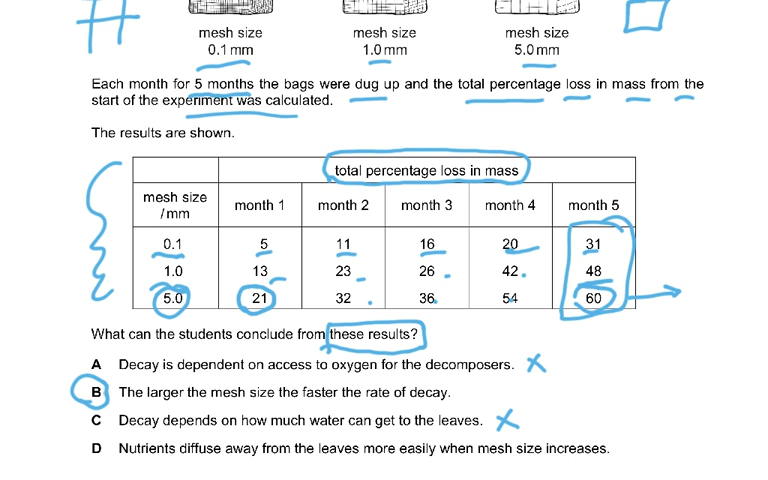 mesh size mesh size mesh size
0.1 mm 1.0 mm 5.0 mm
Each month for 5 months the bags were dug up and the total percentage loss in mass from the
start of the experiment was calculated.
The results are shown.
total percentage loss in mass
mesh size
/ mm month 1 month 2 month 3 month 4 month 5
0.1 5 11 16 20 31
1.0 13 23 26 42 48
5.0 21 32 36 54 60
What can the students conclude from these results?
A Decay is dependent on access to oxygen for the decomposers.
B The larger the mesh size the faster the rate of decay.
C Decay depends on how much water can get to the leaves.
D Nutrients diffuse away from the leaves more easily when mesh size increases.